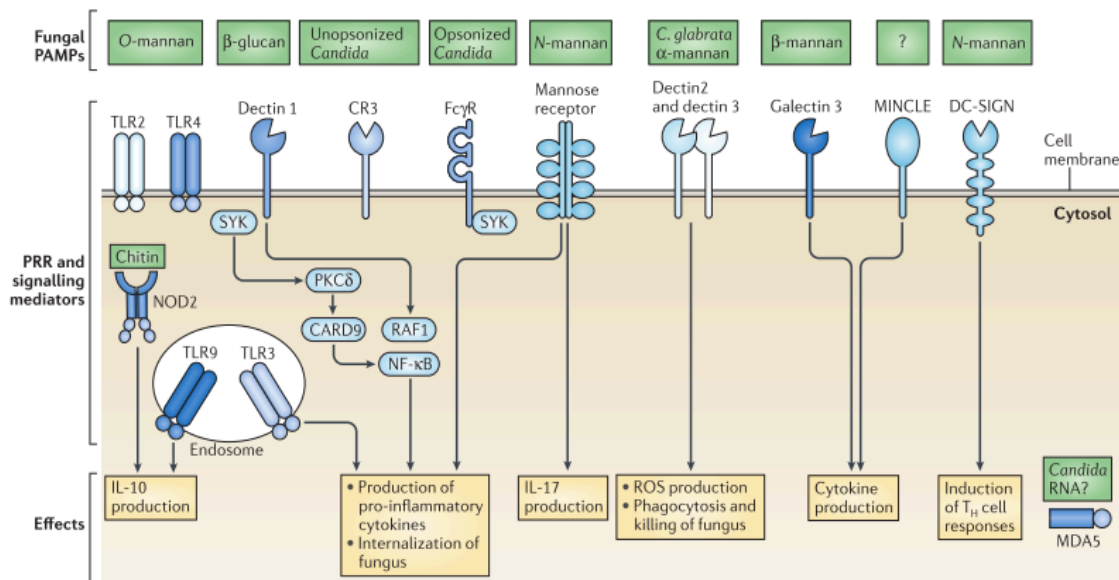 Fungal
PAMPs
O-mannan
β-glucan
Unopsonized
Candida
Opsonized
Candida
N-mannan
C. glabrata
α-mannan
β-mannan
?
N-mannan
TLR2
TLR4
Dectin 1
CR3
FcγR
Mannose
receptor
Dectin2
and dectin 3
Galectin 3
MINCLE
DC-SIGN
Cell
membrane
Cytosol
PRR and
signalling
mediators
SYK
SYK
Chitin
NOD2
PKCδ
CARD9
RAF1
NF-κB
TLR9
TLR3
Endosome
Effects
IL-10
production
• Production of
pro-inflammatory
cytokines
• Internalization of
fungus
IL-17
production
• ROS production
• Phagocytosis and
killing of fungus
Cytokine
production
Induction
of TH cell
responses
Candida
RNA?
MDA5